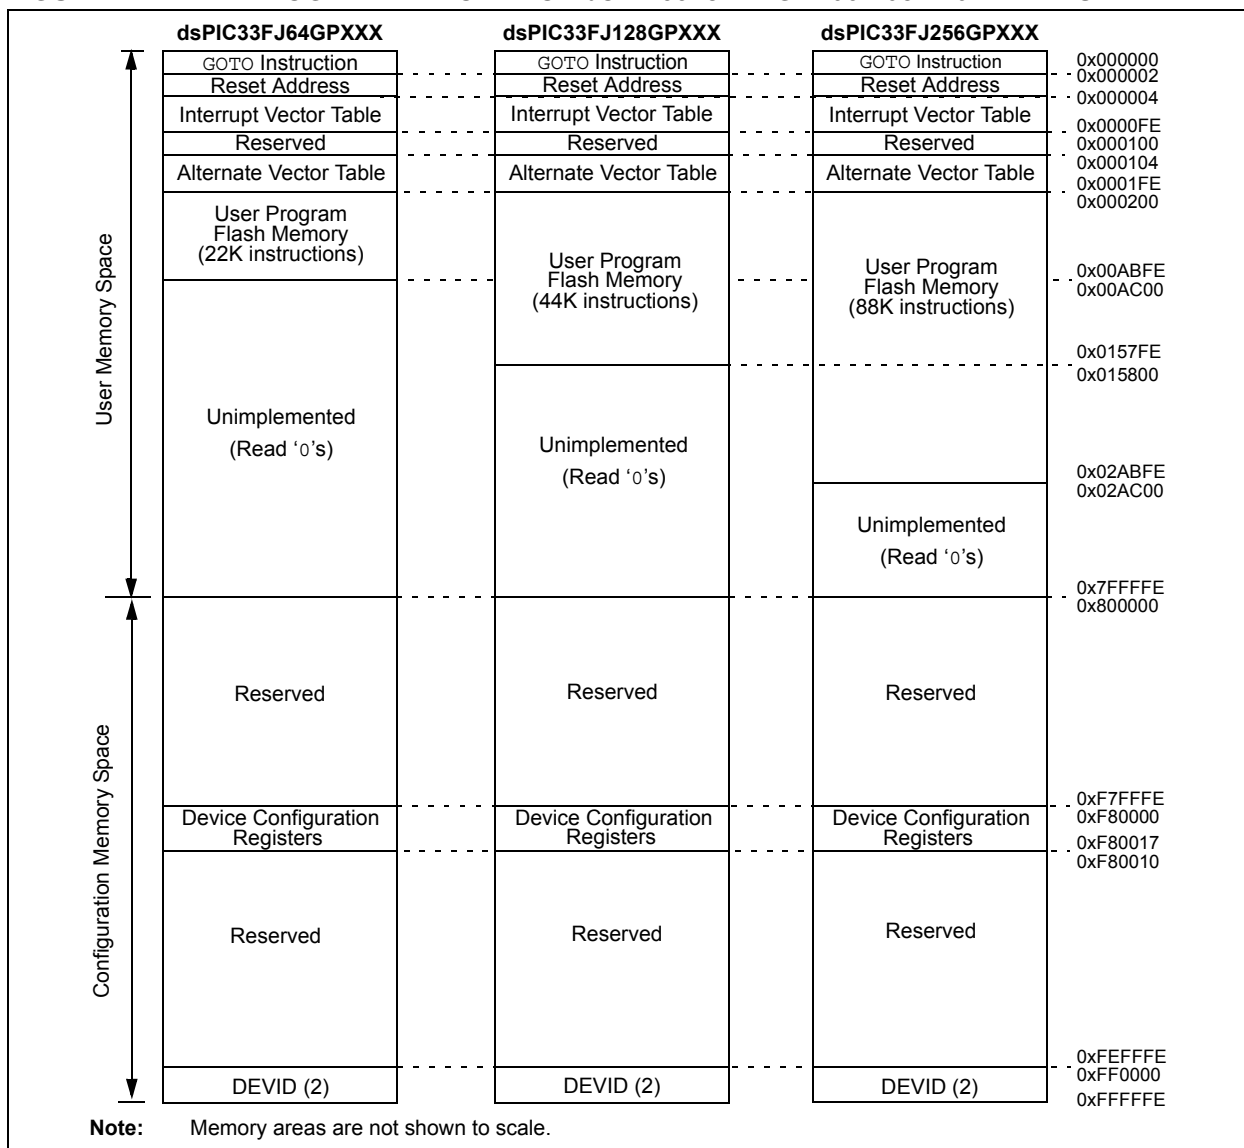 dsPIC33FJ64GPXXX
GOTO Instruction
Reset Address
Interrupt Vector Table
Reserved
Alternate Vector Table
User Program
Flash Memory
(22K instructions)
Unimplemented
(Read ‘0’s)
Reserved
Device Configuration
Registers
Reserved
DEVID (2)
dsPIC33FJ128GPXXX
GOTO Instruction
Reset Address
Interrupt Vector Table
Reserved
Alternate Vector Table
User Program
Flash Memory
(44K instructions)
Unimplemented
(Read ‘0’s)
Reserved
Device Configuration
Registers
Reserved
DEVID (2)
dsPIC33FJ256GPXXX
GOTO Instruction
Reset Address
Interrupt Vector Table
Reserved
Alternate Vector Table
User Program
Flash Memory
(88K instructions)
Unimplemented
(Read ‘0’s)
Reserved
Device Configuration
Registers
Reserved
DEVID (2)
0x000000
0x000002
0x000004
0x0000FE
0x000100
0x000104
0x0001FE
0x000200
0x00ABFE
0x00AC00
0x0157FE
0x015800
0x02ABFE
0x02AC00
0x7FFFFE
0x800000
0xF7FFFE
0xF80000
0xF80017
0xF80010
0xFEFFFE
0xFF0000
0xFFFFFE
User Memory Space
Configuration Memory Space
Note: Memory areas are not shown to scale.